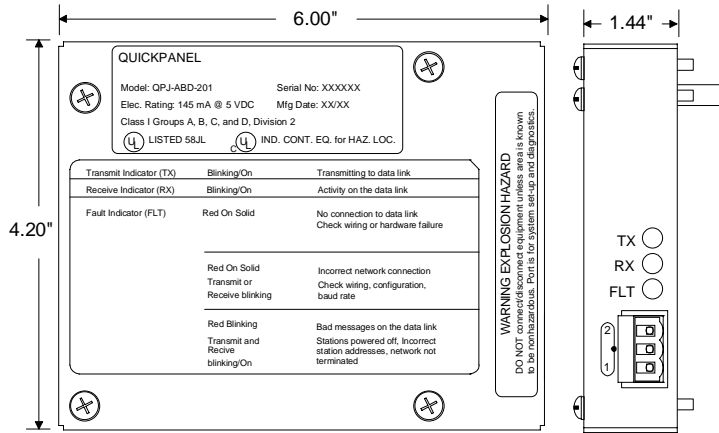 6.00"
1.44"
4.20"
QUICKPANEL
Model: QPJ-ABD-201 Serial No: XXXXXX
Elec. Rating: 145 mA @ 5 VDC Mfg Date: XX/XX
Class I Groups A, B, C, and D, Division 2
UL LISTED 58JL C UL IND. CONT. EQ. for HAZ. LOC.
Transmit Indicator (TX) Blinking/On Transmitting to data link
Receive Indicator (RX) Blinking/On Activity on the data link
Fault Indicator (FLT) Red On Solid No connection to data link
Check wiring or hardware failure
Red On Solid Incorrect network connection
Transmit or Check wiring, configuration,
Receive blinking baud rate
Red Blinking Bad messages on the data link
Transmit and Stations powered off, Incorrect
Recive station addresses, network not
blinking/On terminated
WARNING EXPLOSION HAZARD
DO NOT connect/disconnect equipment unless area is known
to be nonhazardous. Port is for system set-up and diagnostics.
TX
RX
FLT
2
1